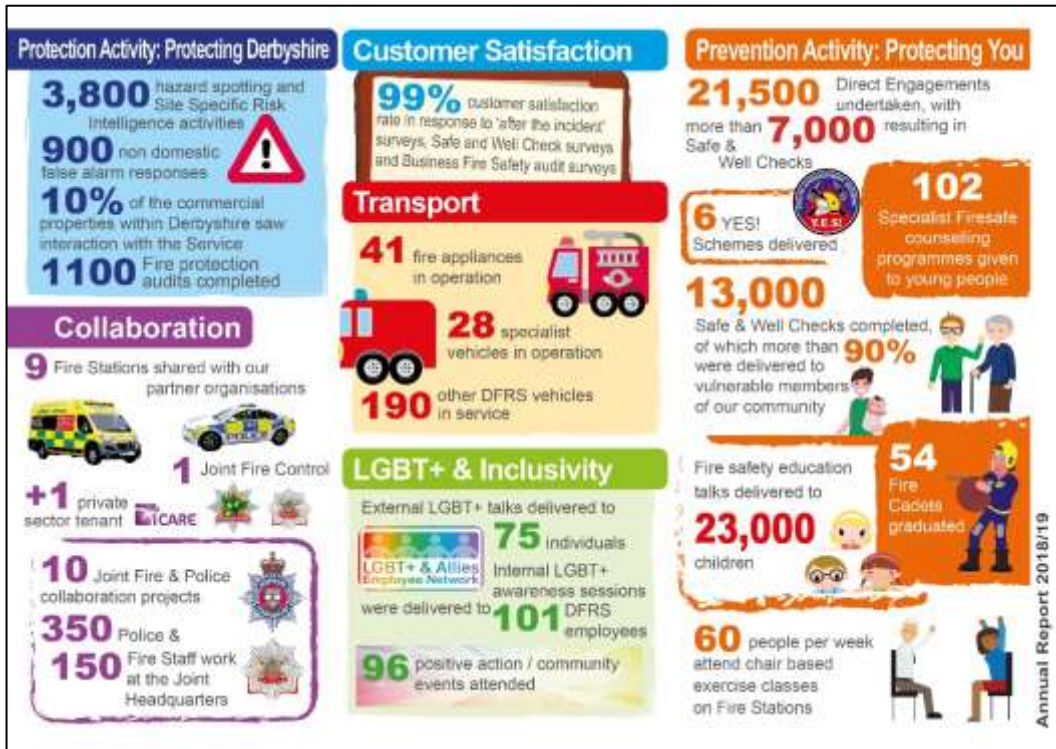 Protection Activity: Protecting Derbyshire
3,800 hazard spotting and
Site Specific Risk
Intelligence activities
900 non domestic
false alarm responses
10% of the commercial
properties within Derbyshire saw
interaction with the Service
1100 Fire protection
audits completed
Collaboration
9 Fire Stations shared with our
partner organisations
POLICE
1 Joint Fire Control
+1 private
sector tenant
ICARE
10 Joint Fire & Police
collaboration projects
350 Police &
150 Fire Staff work
at the Joint
Headquarters
Customer Satisfaction
99% customer satisfaction
rate in response to 'after the incident'
surveys, Safe and Well Check surveys
and Business Fire Safety audit surveys
Transport
41 fire appliances
in operation
28 specialist
vehicles in operation
190 other DFRS vehicles
in service
LGBT+ & Inclusivity
External LGBT+ talks delivered to
75 individuals
LGBT+ & Allies
Employee Network
Internal LGBT+
awareness sessions
were delivered to
101 DFRS
employees
96 positive action / community
events attended
Prevention Activity: Protecting You
21,500 Direct Engagements
undertaken, with
more than 7,000 resulting in
Safe &
Well Checks
6 YES!
Schemes delivered
Y.E.S!
102
Specialist Firesafe
counselling
programmes given
to young people
13,000
Safe & Well Checks completed,
of which more than 90%
were delivered to
vulnerable members
of our community
Fire safety education
talks delivered to
23,000
children
54
Fire
Cadets
graduated
60 people per week
attend chair based
exercise classes
on Fire Stations
Annual Report 2018/19